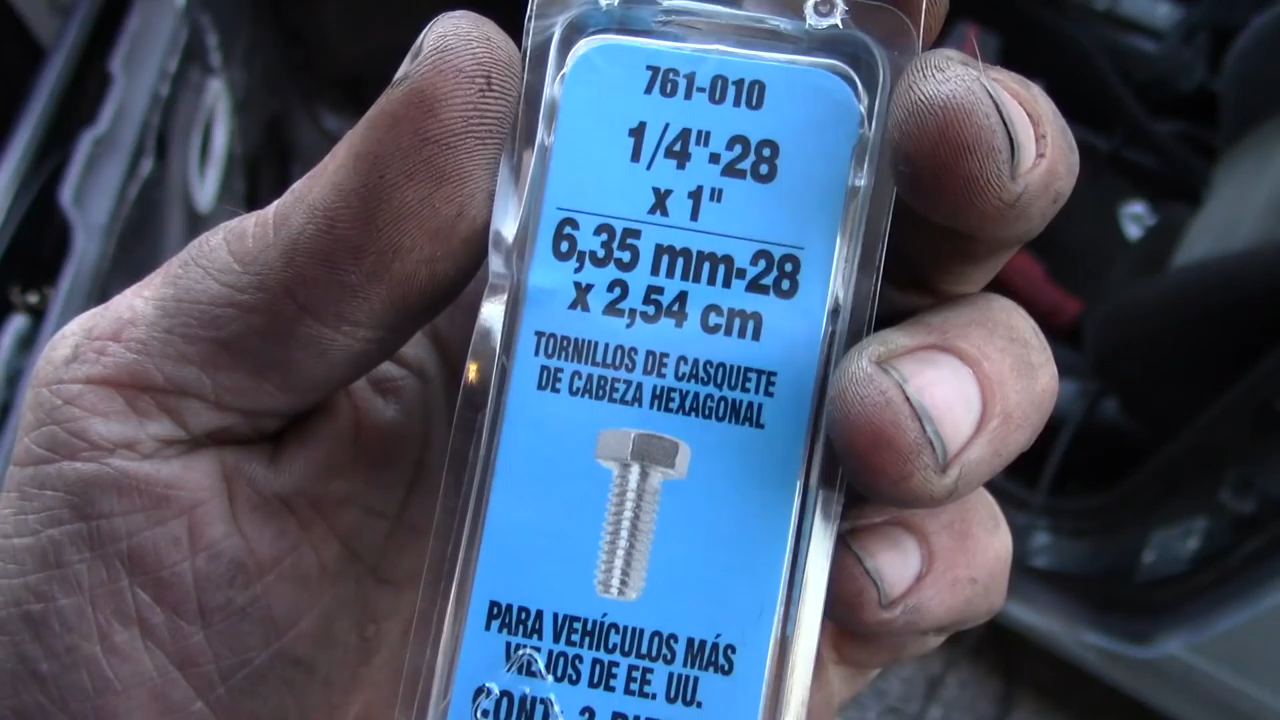 761-010
1/4"-28
x 1"
6,35 mm-28
x 2,54 cm
TORNILLOS DE CASQUETE
DE CABEZA HEXAGONAL
PARA VEHÍCULOS MÁS
VIEJOS DE EE. UU.